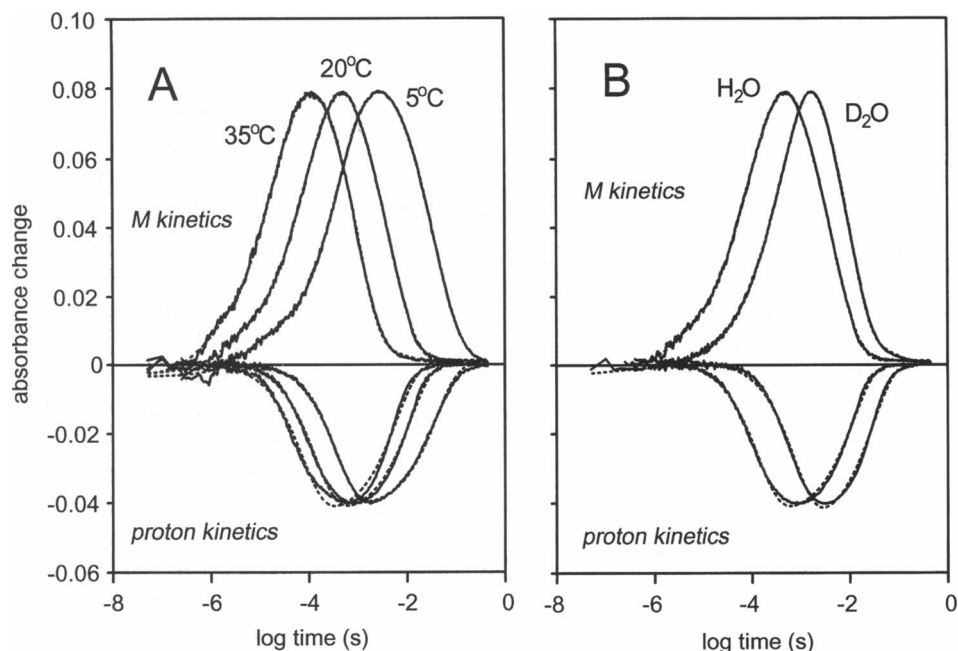 0.10
0.08
0.06
0.04
0.02
0
-0.02
-0.04
-0.06
absorbance change
A
35°C
20°C
5°C
M kinetics
proton kinetics
-8 -6 -4 -2 0
log time (s)
B
H₂O
D₂O
M kinetics
proton kinetics
-8 -6 -4 -2 0
log time (s)